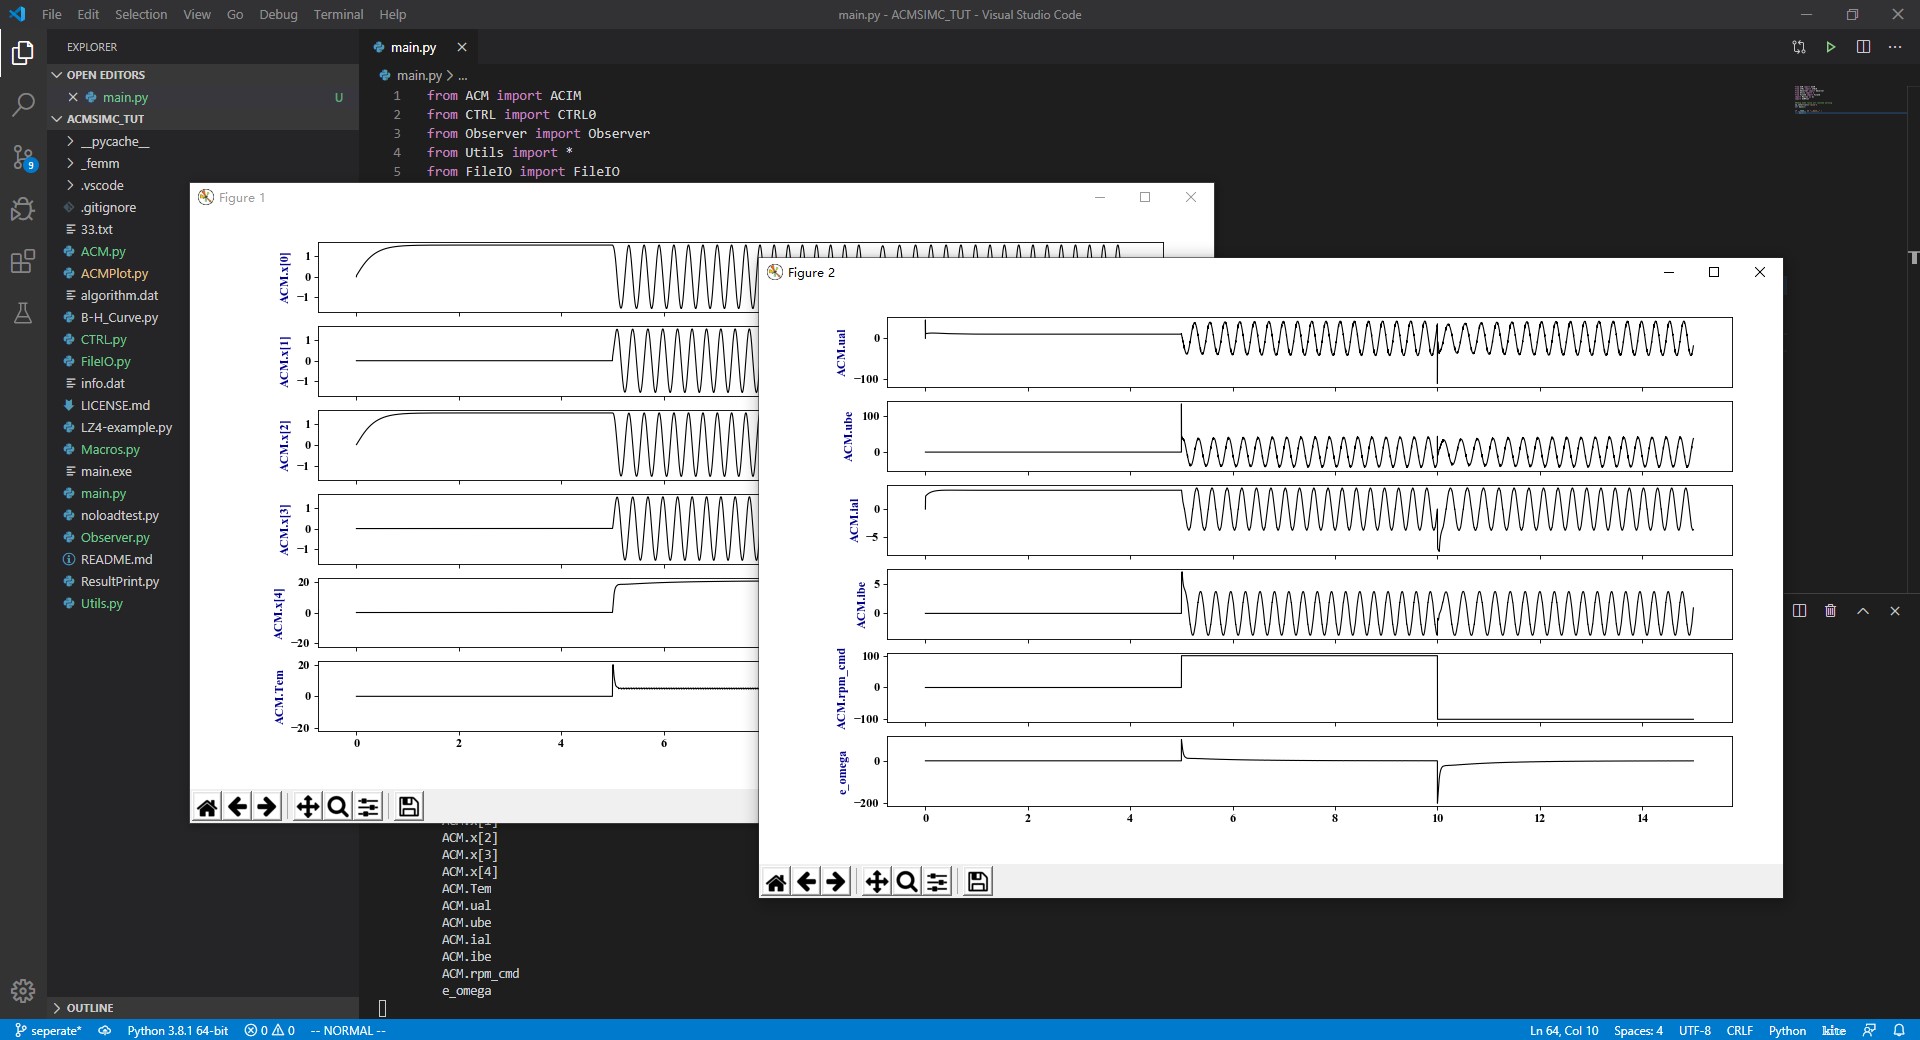 File Edit Selection View Go Debug Terminal Help
main.py - ACMSIMC_TUT - Visual Studio Code
EXPLORER
OPEN EDITORS
main.py U
ACMSIMC_TUT
__pycache__
_femm
.vscode
.gitignore
33.txt
ACM.py
ACMPlot.py
algorithm.dat
B-H_Curve.py
CTRL.py
FileIO.py
info.dat
LICENSE.md
LZ4-example.py
Macros.py
main.exe
main.py
noloadtest.py
Observer.py
README.md
ResultPrint.py
Utils.py
OUTLINE
9
main.py
main.py > ...
1 from ACM import ACIM
2 from CTRL import CTRL0
3 from Observer import Observer
4 from Utils import *
5 from FileIO import FileIO
Figure 1
ACM.x[0]
1
0
−1
ACM.x[1]
1
0
−1
ACM.x[2]
1
0
−1
ACM.x[3]
1
0
−1
ACM.x[4]
20
0
−20
ACM.Tem
20
0
−20
0 2 4 6
Figure 2
ACM.ual
0
−100
ACM.ube
100
0
ACM.ial
0
−5
ACM.ibe
5
0
ACM.rpm_cmd
100
0
−100
e_omega
0
−200
0 2 4 6 8 10 12 14
ACM.x[2]
ACM.x[3]
ACM.x[4]
ACM.Tem
ACM.ual
ACM.ube
ACM.ial
ACM.ibe
ACM.rpm_cmd
e_omega
seperate* Python 3.8.1 64-bit 0 0 -- NORMAL -- Ln 64, Col 10 Spaces: 4 UTF-8 CRLF Python kite